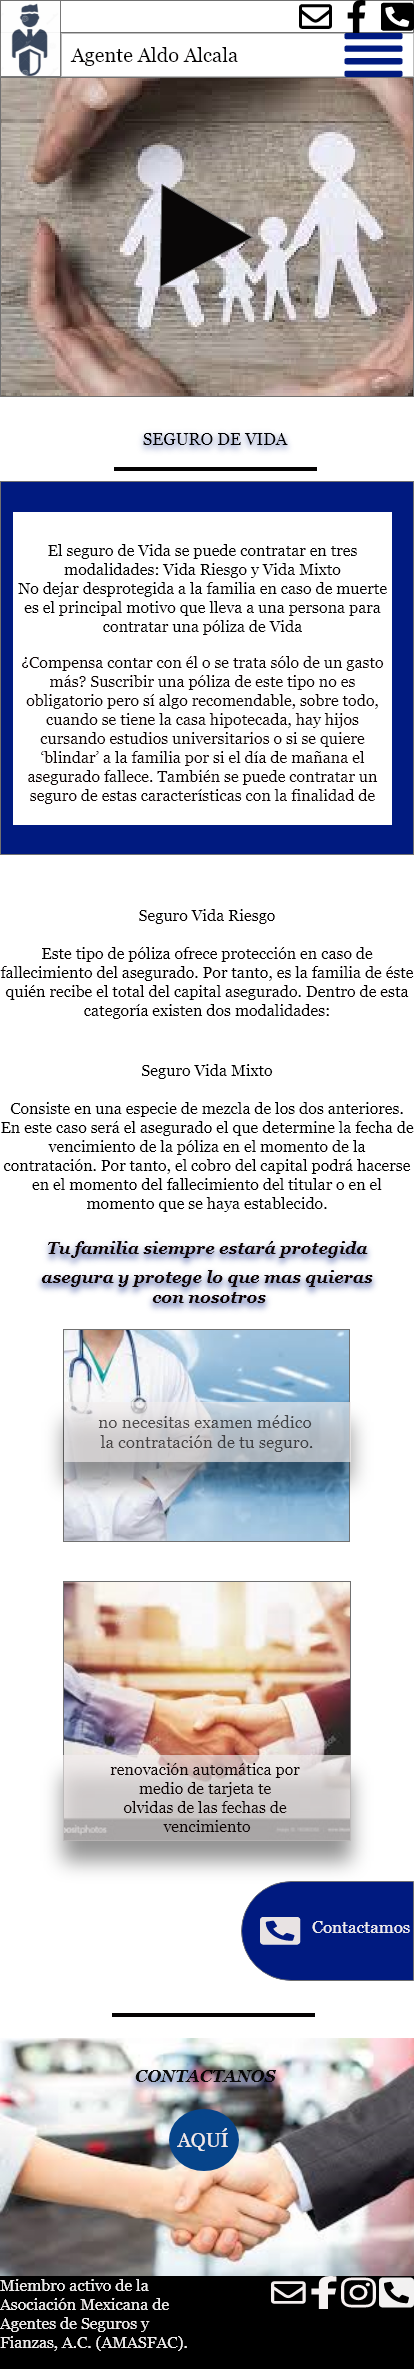 Agente Aldo Alcala
SEGURO DE VIDA
El seguro de Vida se puede contratar en tres
modalidades: Vida Riesgo y Vida Mixto
No dejar desprotegida a la familia en caso de muerte
es el principal motivo que lleva a una persona para
contratar una póliza de Vida
¿Compensa contar con él o se trata sólo de un gasto
más? Suscribir una póliza de este tipo no es
obligatorio pero sí algo recomendable, sobre todo,
cuando se tiene la casa hipotecada, hay hijos
cursando estudios universitarios o si se quiere
‘blindar’ a la familia por si el día de mañana el
asegurado fallece. También se puede contratar un
seguro de estas características con la finalidad de
Seguro Vida Riesgo
Este tipo de póliza ofrece protección en caso de
fallecimiento del asegurado. Por tanto, es la familia de éste
quién recibe el total del capital asegurado. Dentro de esta
categoría existen dos modalidades:
Seguro Vida Mixto
Consiste en una especie de mezcla de los dos anteriores.
En este caso será el asegurado el que determine la fecha de
vencimiento de la póliza en el momento de la
contratación. Por tanto, el cobro del capital podrá hacerse
en el momento del fallecimiento del titular o en el
momento que se haya establecido.
Tu familia siempre estará protegida
asegura y protege lo que mas quieras
con nosotros
no necesitas examen médico
la contratación de tu seguro.
renovación automática por
medio de tarjeta te
olvidas de las fechas de
vencimiento
Contactamos
CONTACTANOS
AQUÍ
Miembro activo de la
Asociación Mexicana de
Agentes de Seguros y
Fianzas, A.C. (AMASFAC).